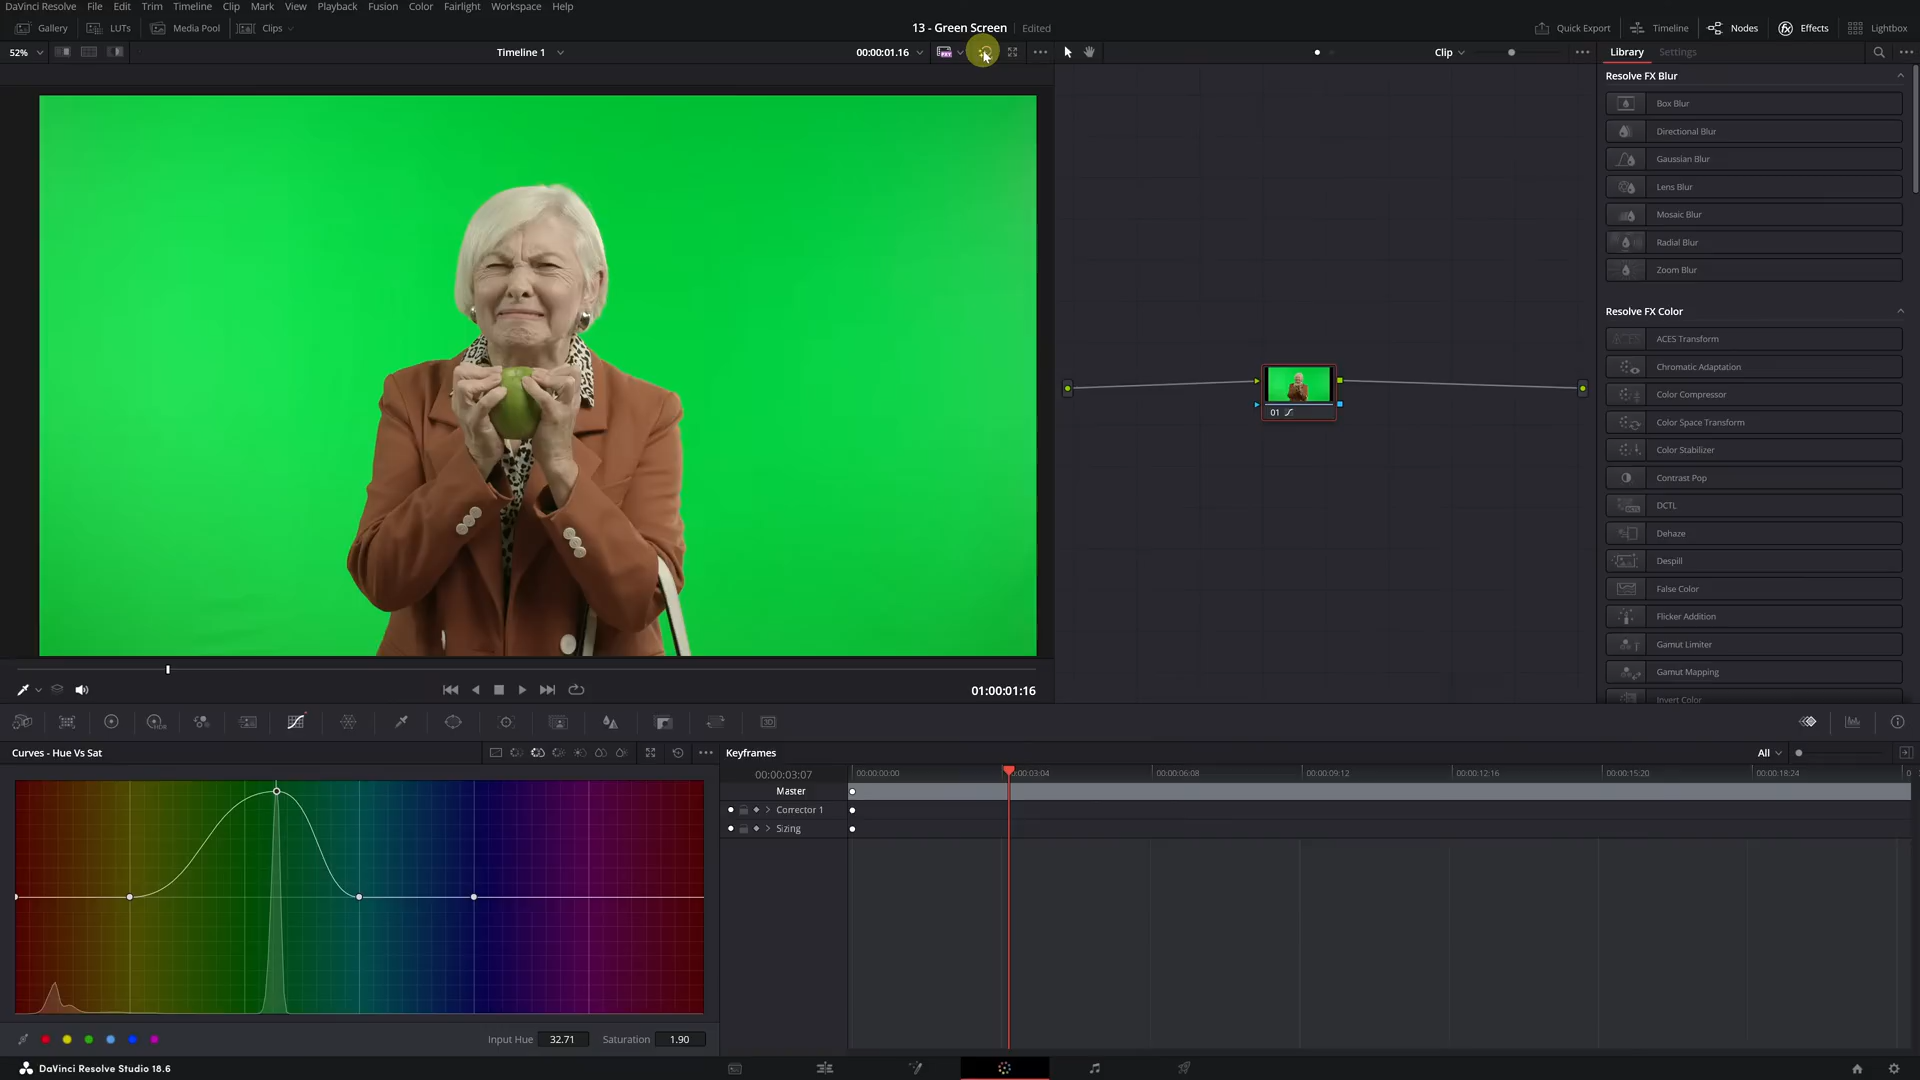 DaVinci Resolve File Edit Trim Timeline Clip Mark View Playback Fusion Color Fairlight Workspace Help
Gallery LUTs Media Pool Clips 13 - Green Screen Edited Quick Export Timeline Nodes Effects Lightbox
52% Timeline 1 00:00:01.16 Clip Library Settings
Resolve FX Blur
Box Blur
Directional Blur
Gaussian Blur
Lens Blur
Mosaic Blur
Radial Blur
Zoom Blur
Resolve FX Color
ACES Transform
Chromatic Adaptation
Color Compressor
Color Space Transform
Color Stabilizer
Contrast Pop
DCTL
Dehaze
Despill
False Color
Flicker Addition
Gamut Limiter
Gamut Mapping
Invert Color
01
01:00:01:16
Curves - Hue Vs Sat
Keyframes All
00:00:03:07 00:00:00:00 00:00:03:04 00:00:06:08 00:00:09:12 00:00:12:16 00:00:15:20 00:00:18:24
Master
Corrector 1
Sizing
Input Hue 32.71 Saturation 1.90
DaVinci Resolve Studio 18.6